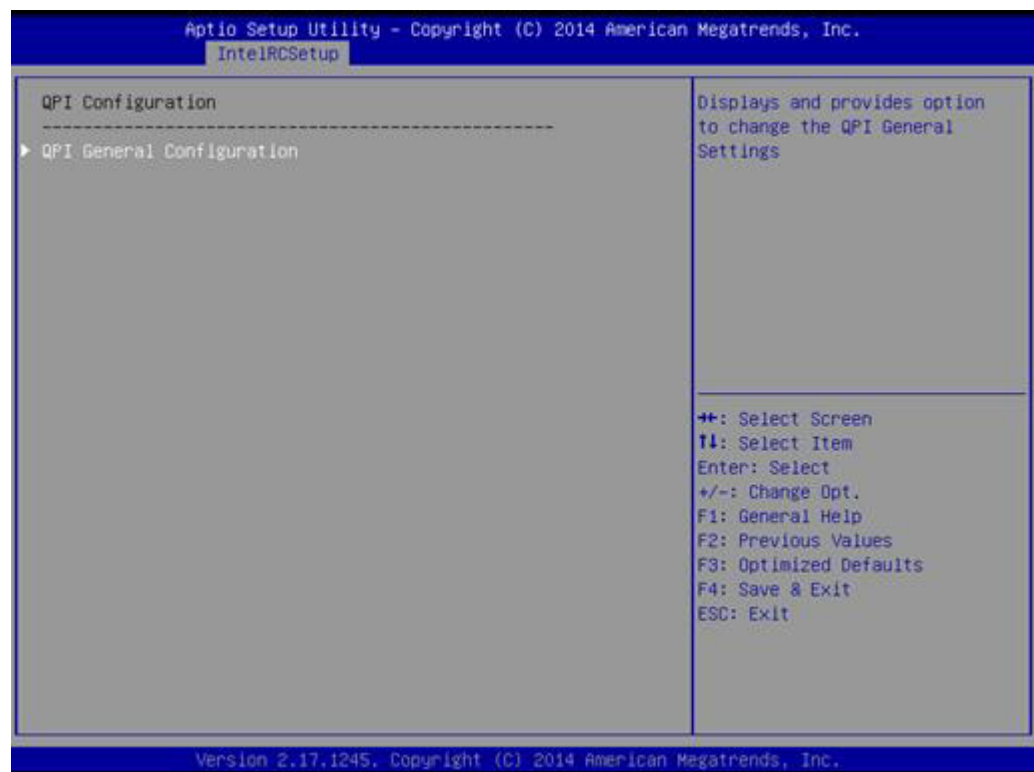 Aptio Setup Utility - Copyright (C) 2014 American Megatrends, Inc.
IntelRCSetup
QPI Configuration
--------------------------------------------------
QPI General Configuration
Displays and provides option
to change the QPI General
Settings
→←: Select Screen
↑↓: Select Item
Enter: Select
+/-: Change Opt.
F1: General Help
F2: Previous Values
F3: Optimized Defaults
F4: Save & Exit
ESC: Exit
Version 2.17.1245. Copyright (C) 2014 American Megatrends, Inc.